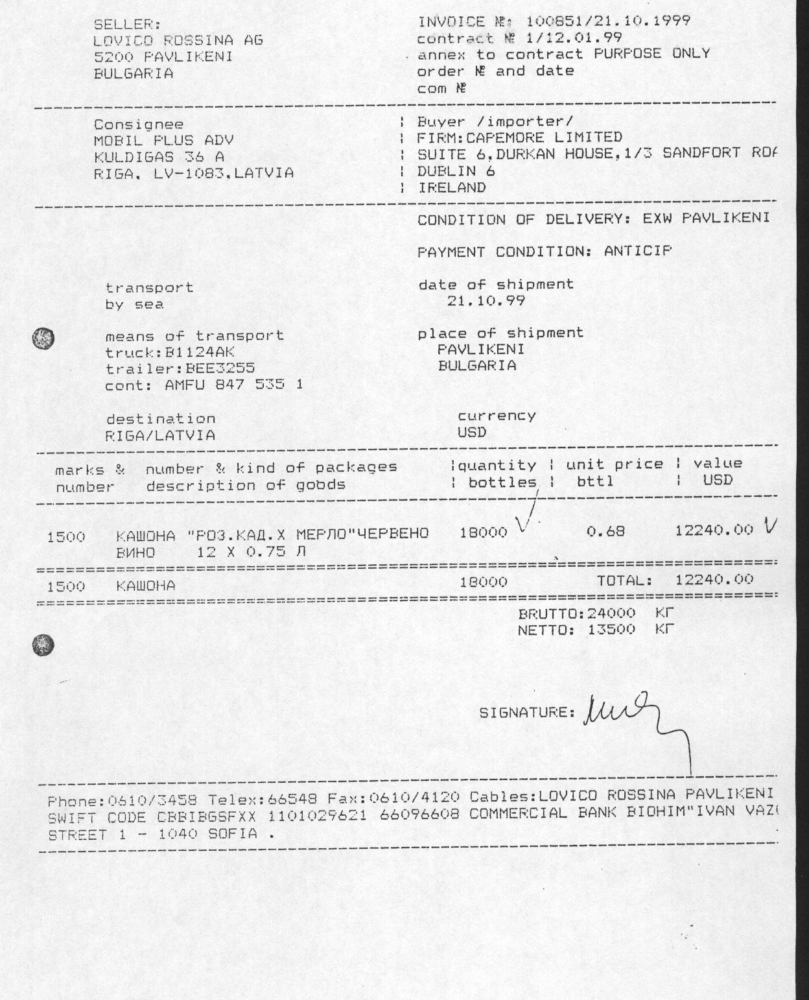 SELLER:
LOVICO ROSSINA AG
5200 PAVLIKENI
BULGARIA
INVOICE №: 100851/21.10.1999
contract № 1/12.01.99
annex to contract PURPOSE ONLY
order № and date
com №
Consignee
MOBIL PLUS ADV
KULDIGAS 36 A
RIGA, LV-1083,LATVIA
Buyer /importer/
FIRM:CAPEMORE LIMITED
SUITE 6,DURKAN HOUSE,1/3 SANDFORT ROA
DUBLIN 6
IRELAND
CONDITION OF DELIVERY: EXW PAVLIKENI
PAYMENT CONDITION: ANTICIP
transport
by sea
date of shipment
21.10.99
means of transport
truck:B1124AK
trailer:BEE3255
cont: AMFU 847 535 1
place of shipment
PAVLIKENI
BULGARIA
destination
RIGA/LATVIA
currency
USD
marks & number & kind of packages |quantity | unit price | value
number description of goods | bottles | bttl | USD
1500 КАШОНА "РОЗ.КАД.Х МЕРЛО"ЧЕРВЕНО 18000 0.68 12240.00
ВИНО 12 X 0.75 Л
1500 КАШОНА 18000 TOTAL: 12240.00
BRUTTO:24000 КГ
NETTO: 13500 КГ
SIGNATURE:
Phone:0610/3458 Telex:66548 Fax:0610/4120 Cables:LOVICO ROSSINA PAVLIKENI
SWIFT CODE CBBIBGSFXX 1101029621 66096608 COMMERCIAL BANK BIOHIM"IVAN VAZ
STREET 1 - 1040 SOFIA .